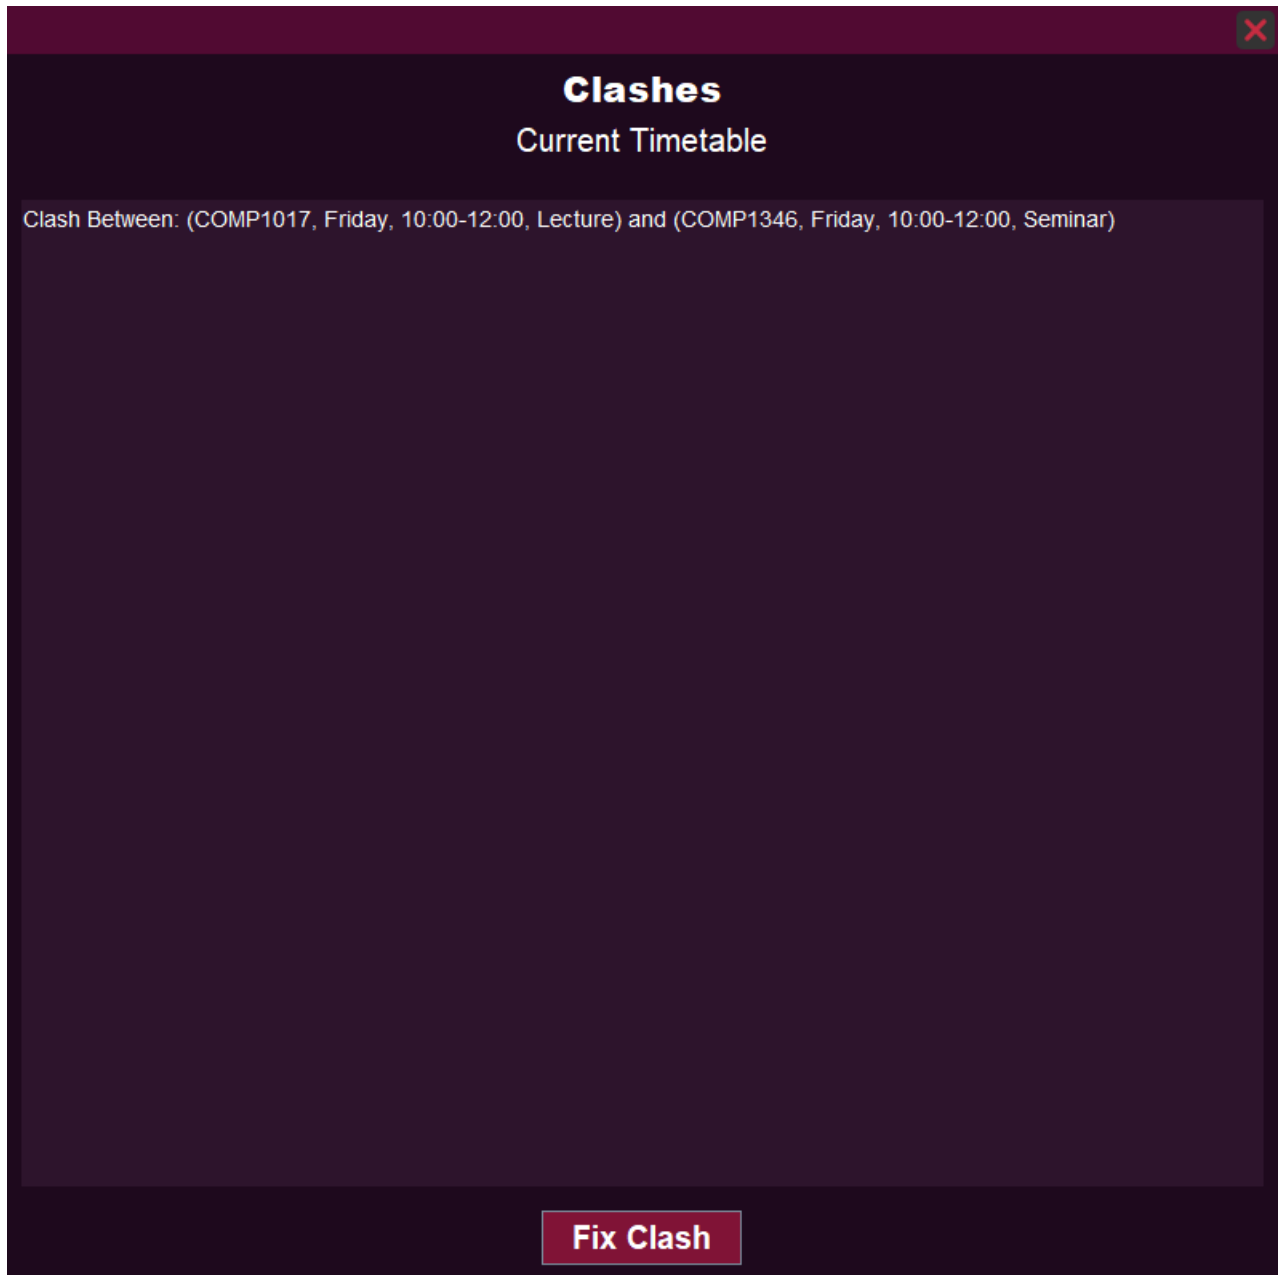 Clashes
Current Timetable
Clash Between: (COMP1017, Friday, 10:00-12:00, Lecture) and (COMP1346, Friday, 10:00-12:00, Seminar)
Fix Clash